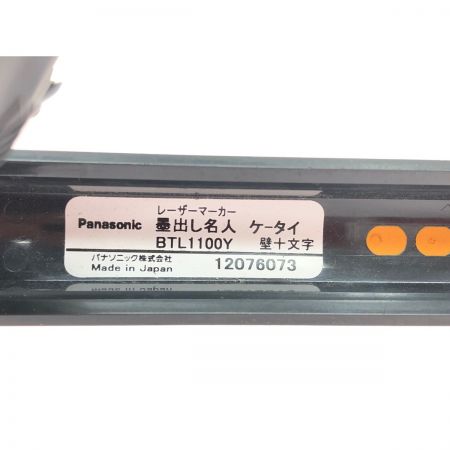 レーザーマーカー
Panasonic 墨出し名人 ケータイ
BTL1100Y 壁十文字
パナソニック株式会社 12076073
Made in Japan